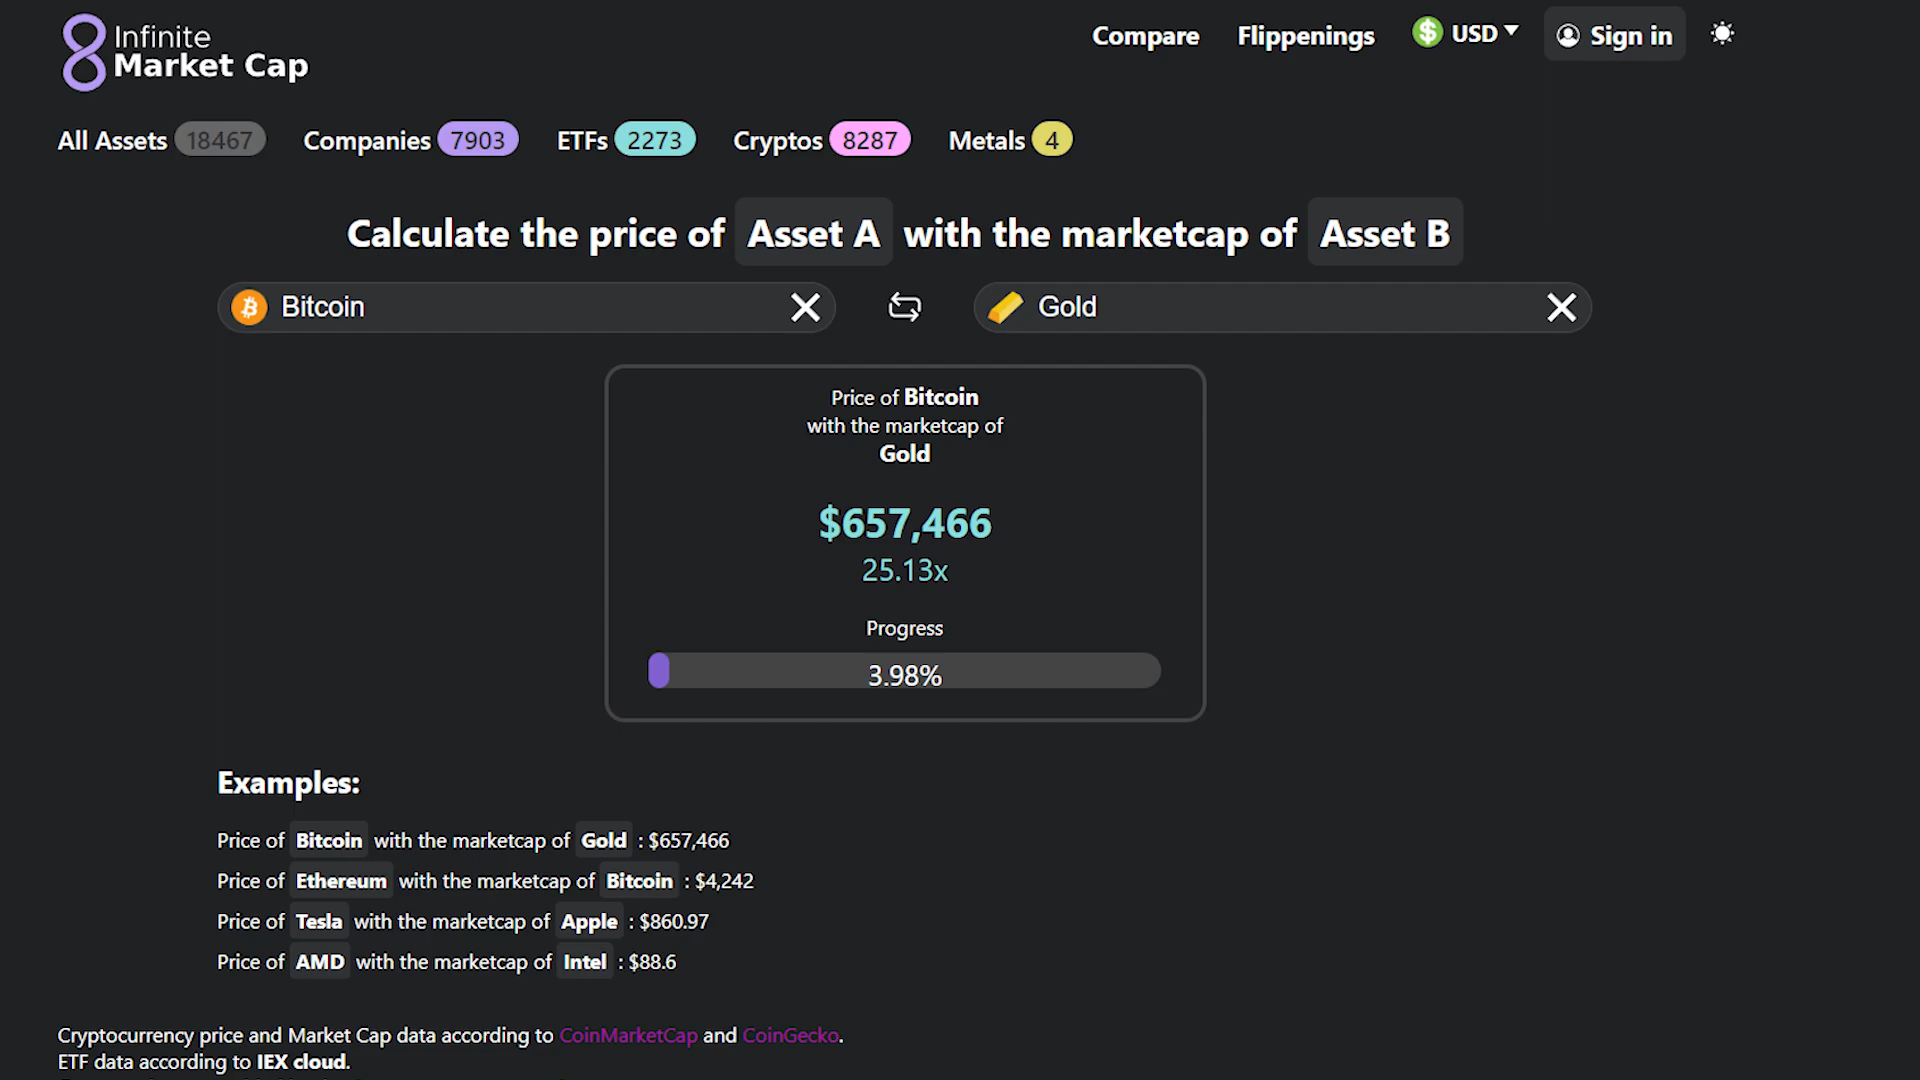 Infinite
Market Cap
Compare Flippenings USD Sign in
All Assets 18467 Companies 7903 ETFs 2273 Cryptos 8287 Metals 4
Calculate the price of Asset A with the marketcap of Asset B
Bitcoin Gold
Price of Bitcoin
with the marketcap of
Gold
$657,466
25.13x
Progress
3.98%
Examples:
Price of Bitcoin with the marketcap of Gold : $657,466
Price of Ethereum with the marketcap of Bitcoin : $4,242
Price of Tesla with the marketcap of Apple : $860.97
Price of AMD with the marketcap of Intel : $88.6
Cryptocurrency price and Market Cap data according to CoinMarketCap and CoinGecko.
ETF data according to IEX cloud.